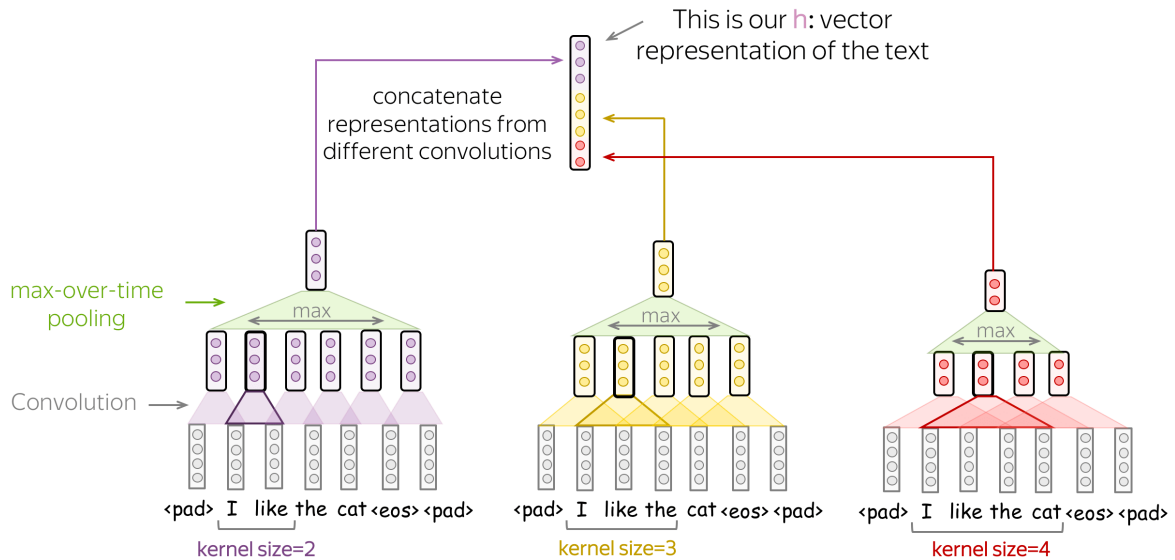 This is our h: vector
representation of the text
concatenate
representations from
different convolutions
max-over-time
pooling
max
max
max
Convolution
<pad> I like the cat <eos> <pad>
<pad> I like the cat <eos> <pad>
<pad> I like the cat <eos> <pad>
kernel size=2
kernel size=3
kernel size=4